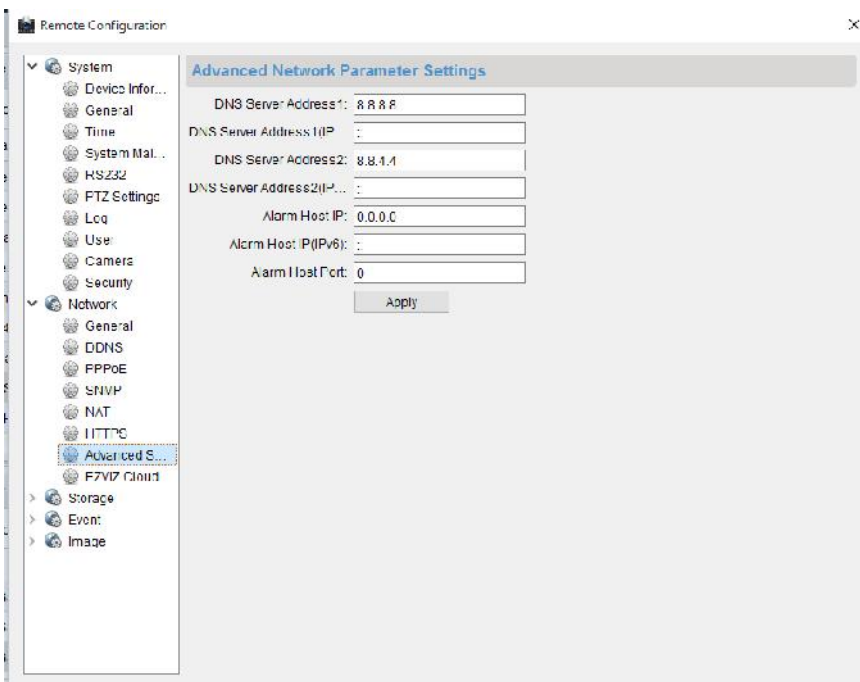 Remote Configuration
System
Device Infor...
General
Time
System Mai...
RS232
PTZ Settings
Log
User
Camera
Security
Network
General
DDNS
PPPoE
SNMP
NAT
HTTPS
Advanced S...
EZVIZ Cloud
Storage
Event
Image
Advanced Network Parameter Settings
DNS Server Address1: 8.8.8.8
DNS Server Address1(IP... ::
DNS Server Address2: 8.8.4.4
DNS Server Address2(IP... ::
Alarm Host IP: 0.0.0.0
Alarm Host IP(IPv6): ::
Alarm Host Port: 0
Apply